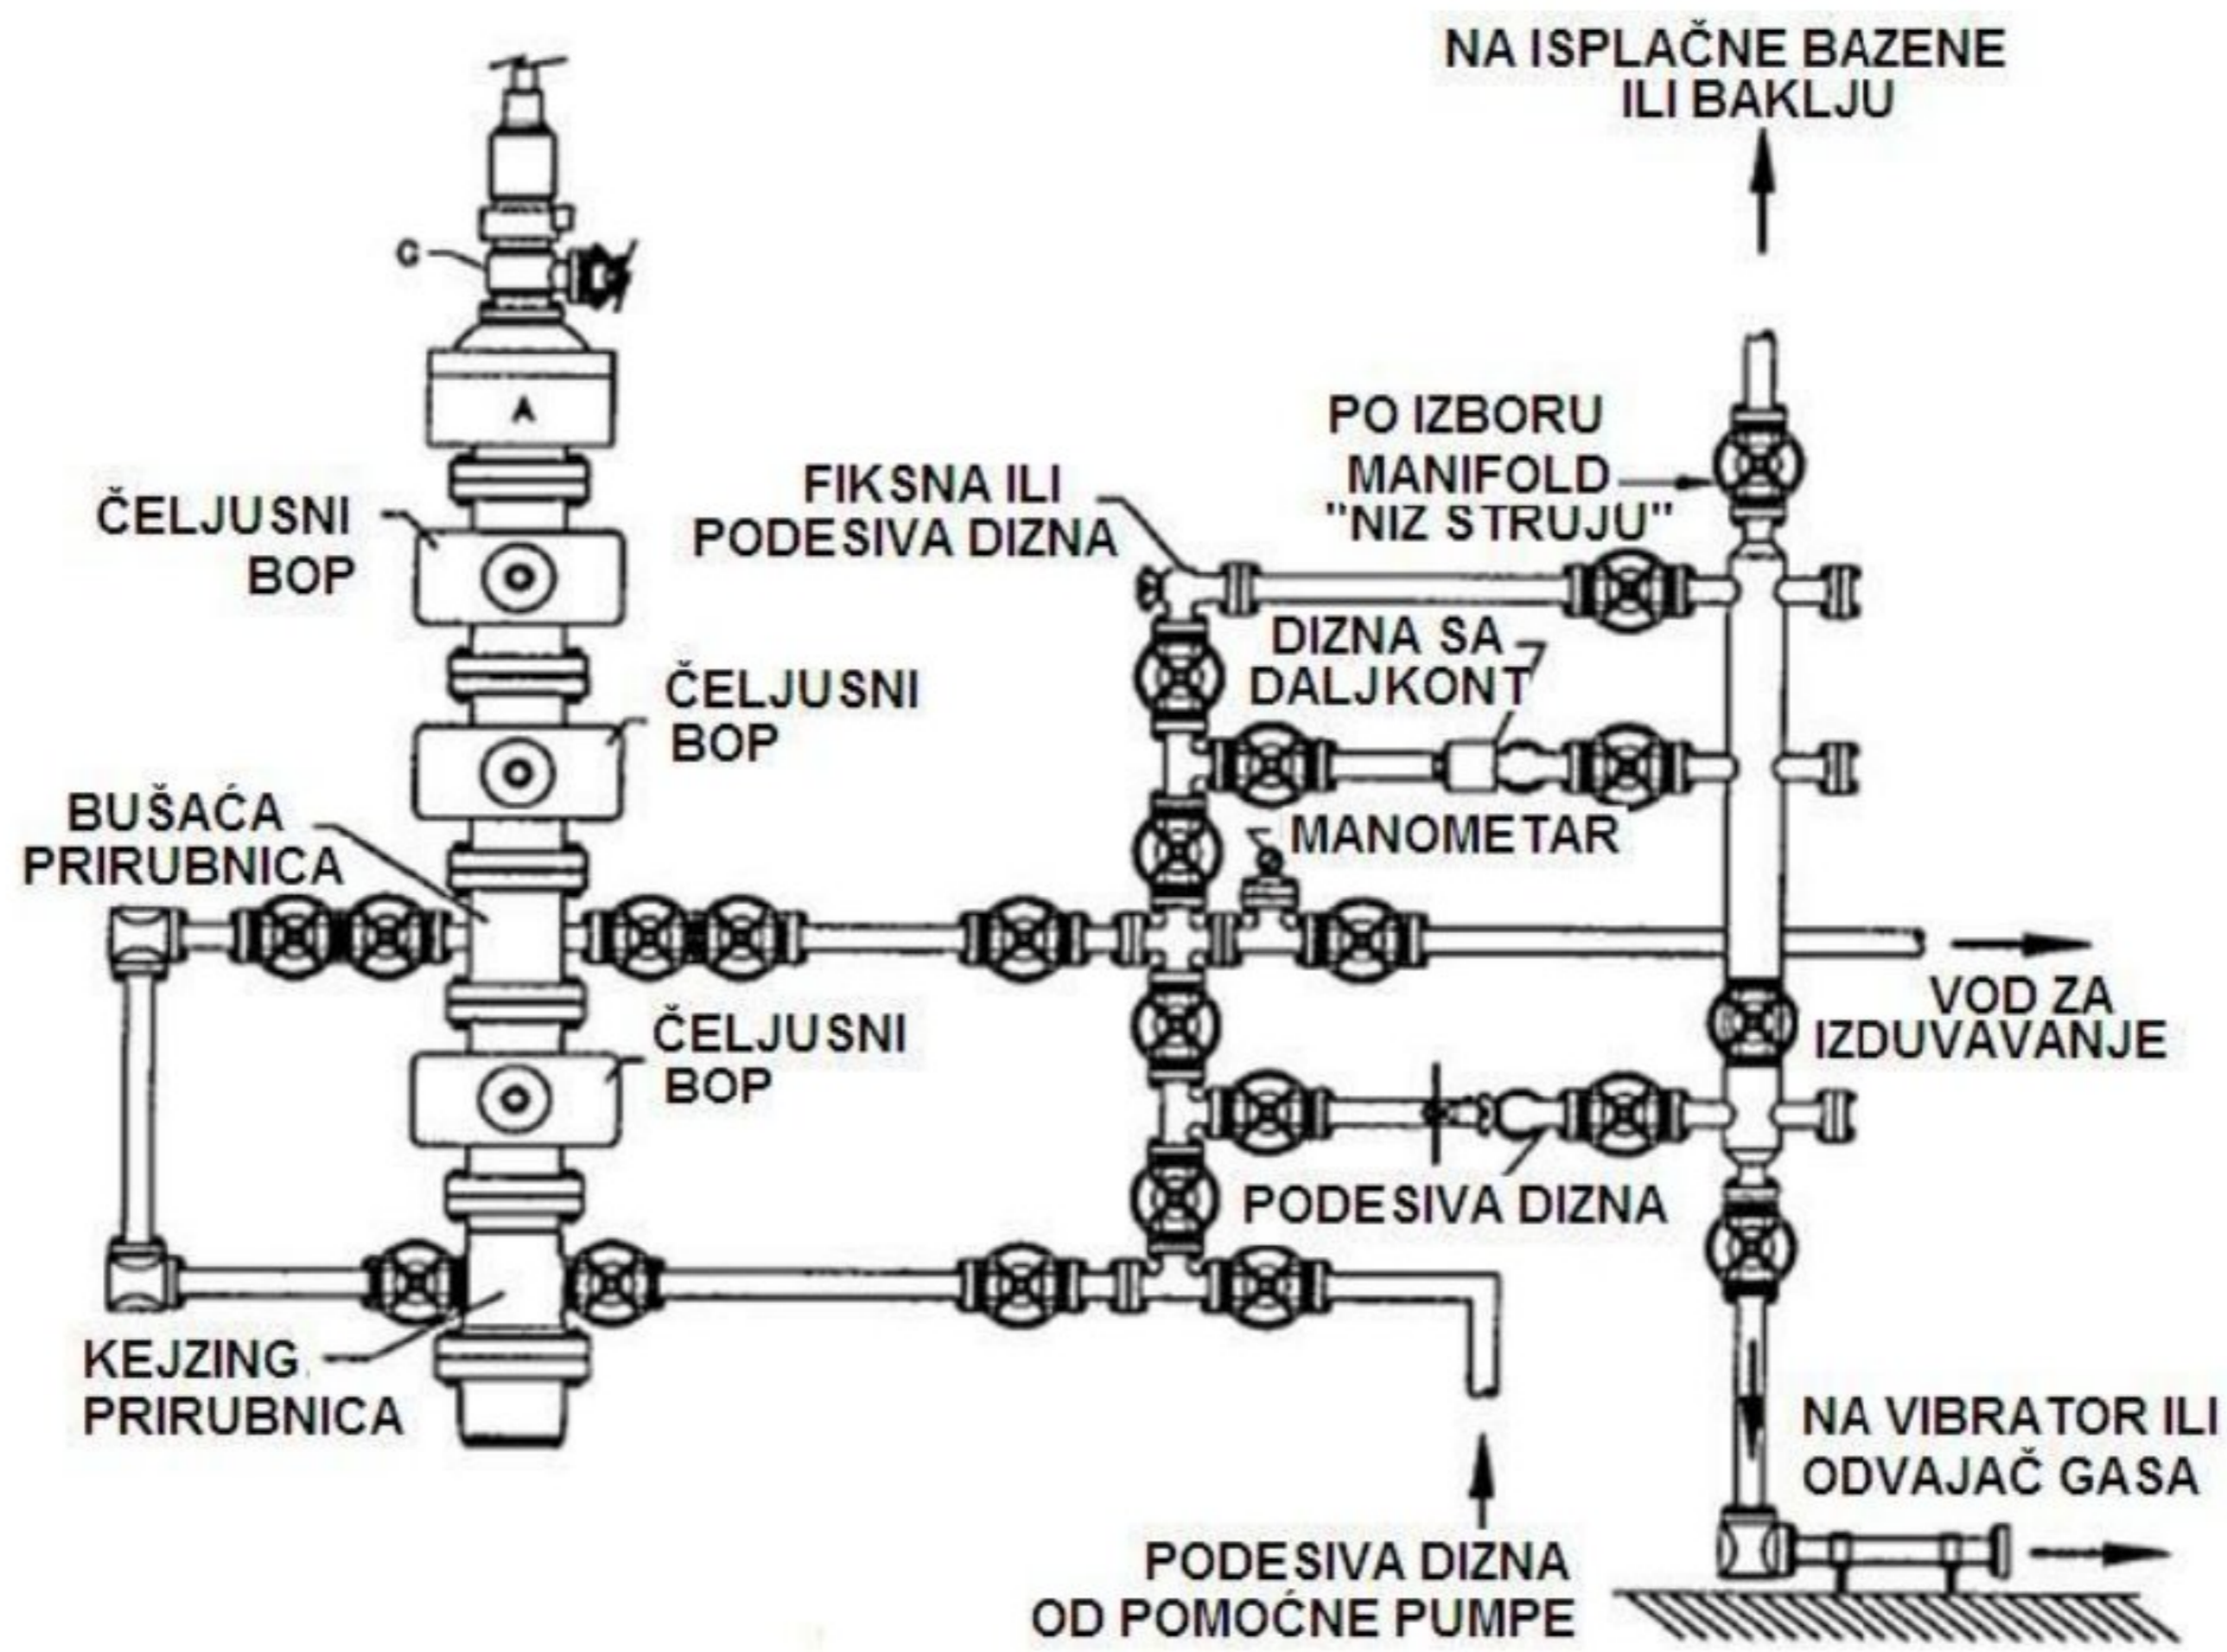 NA ISPLAČNE BAZENE
ILI BAKLJU
G
A
PO IZBORU
MANIFOLD
"NIZ STRUJU"
FIKSNA ILI
PODESIVA DIZNA
ČELJUSNI
BOP
DIZNA SA
DALJKONT
ČELJUSNI
BOP
MANOMETAR
BUŠAĆA
PRIRUBNICA
VOD ZA
IZDUVAVANJE
ČELJUSNI
BOP
PODESIVA DIZNA
KEJZING
PRIRUBNICA
NA VIBRATOR ILI
ODVAJAČ GASA
PODESIVA DIZNA
OD POMOĆNE PUMPE